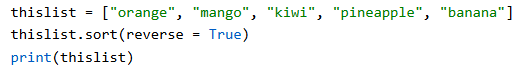 thislist = ["orange", "mango", "kiwi", "pineapple", "banana"]
thislist.sort(reverse = True)
print(thislist)